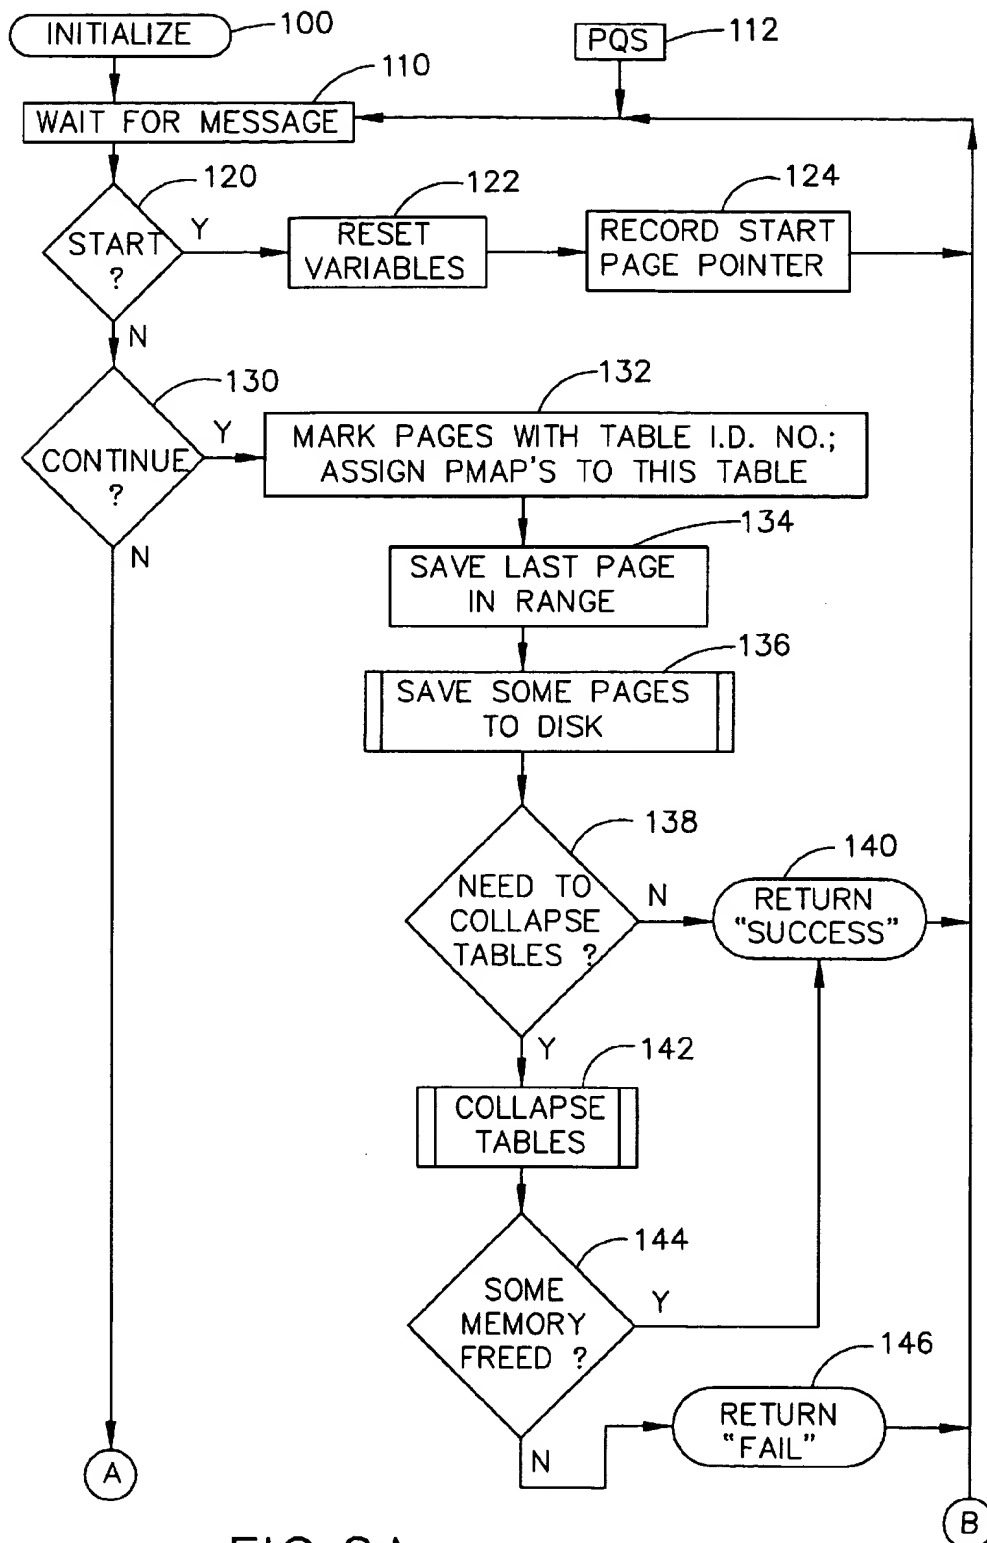 INITIALIZE
100
PQS
112
110
WAIT FOR MESSAGE
120
START
?
Y
122
RESET
VARIABLES
124
RECORD START
PAGE POINTER
N
130
CONTINUE
?
Y
132
MARK PAGES WITH TABLE I.D. NO.;
ASSIGN PMAP'S TO THIS TABLE
N
134
SAVE LAST PAGE
IN RANGE
136
SAVE SOME PAGES
TO DISK
138
NEED TO
COLLAPSE
TABLES ?
N
140
RETURN
"SUCCESS"
Y
142
COLLAPSE
TABLES
144
SOME
MEMORY
FREED ?
Y
146
RETURN
"FAIL"
N
A
B